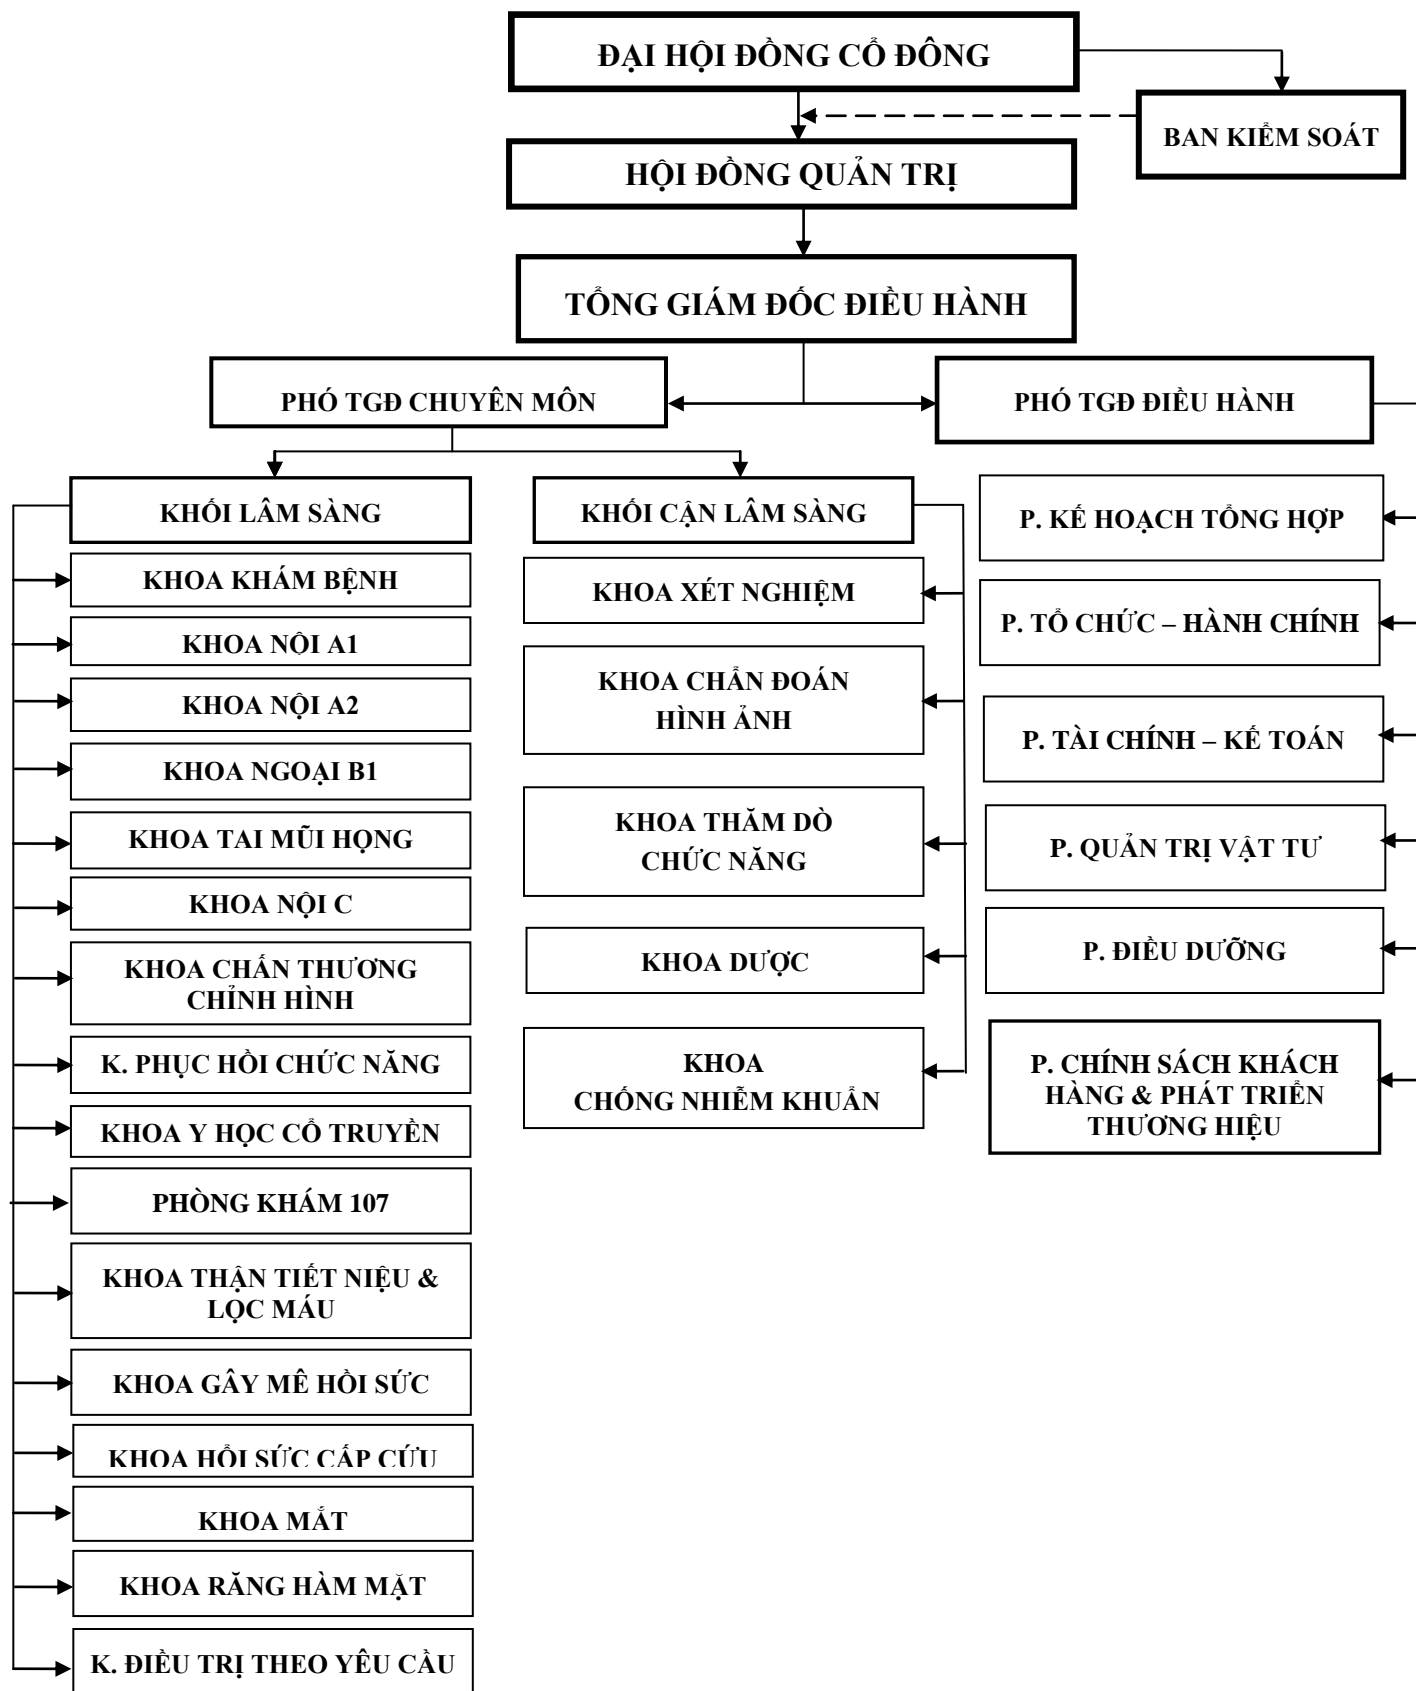 ĐẠI HỘI ĐỒNG CỔ ĐÔNG
BAN KIỂM SOÁT
HỘI ĐỒNG QUẢN TRỊ
TỔNG GIÁM ĐỐC ĐIỀU HÀNH
PHÓ TGĐ CHUYÊN MÔN
PHÓ TGĐ ĐIỀU HÀNH
KHỐI LÂM SÀNG
KHOA KHÁM BỆNH
KHOA NỘI A1
KHOA NỘI A2
KHOA NGOẠI B1
KHOA TAI MŨI HỌNG
KHOA NỘI C
KHOA CHẤN THƯƠNG
CHỈNH HÌNH
K. PHỤC HỒI CHỨC NĂNG
KHOA Y HỌC CỔ TRUYỀN
PHÒNG KHÁM 107
KHOA THẬN TIẾT NIỆU &
LỌC MÁU
KHOA GÂY MÊ HỒI SỨC
KHOA HỒI SỨC CẤP CỨU
KHOA MẮT
KHOA RĂNG HÀM MẶT
K. ĐIỀU TRỊ THEO YÊU CẦU
KHỐI CẬN LÂM SÀNG
KHOA XÉT NGHIỆM
KHOA CHẨN ĐOÁN
HÌNH ẢNH
KHOA THĂM DÒ
CHỨC NĂNG
KHOA DƯỢC
KHOA
CHỐNG NHIỄM KHUẨN
P. KẾ HOẠCH TỔNG HỢP
P. TỔ CHỨC – HÀNH CHÍNH
P. TÀI CHÍNH – KẾ TOÁN
P. QUẢN TRỊ VẬT TƯ
P. ĐIỀU DƯỠNG
P. CHÍNH SÁCH KHÁCH
HÀNG & PHÁT TRIỂN
THƯƠNG HIỆU